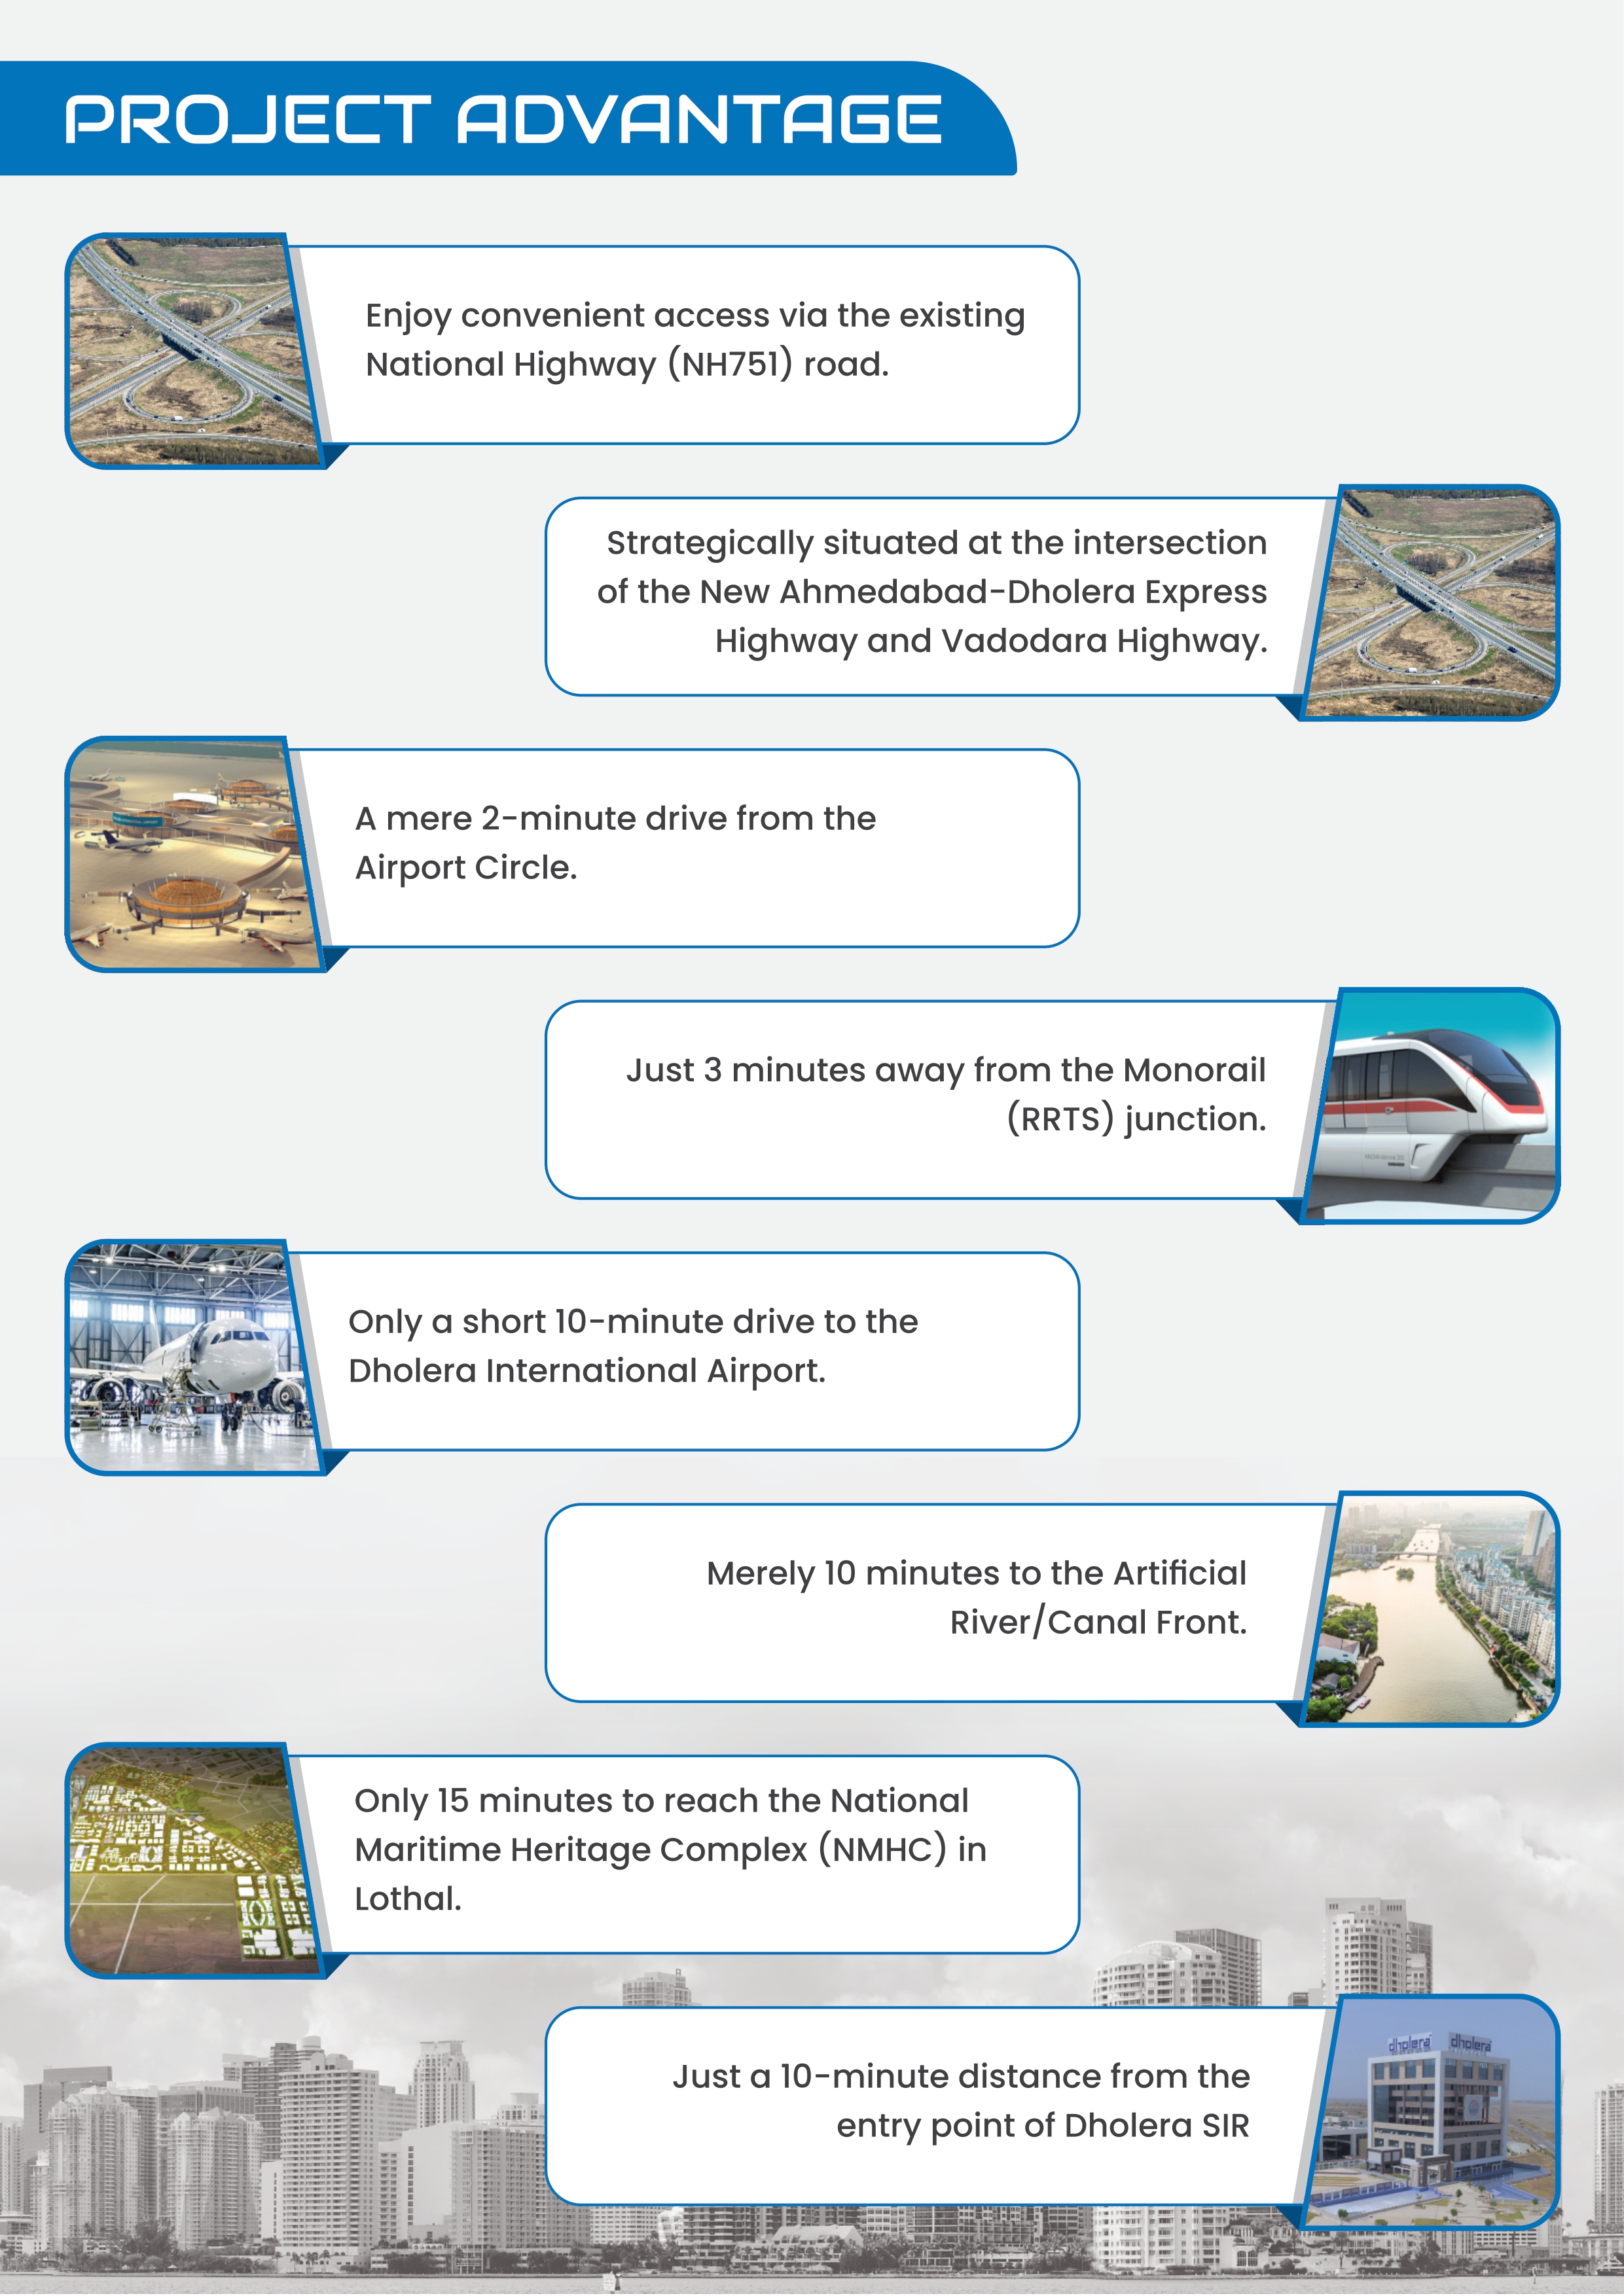 PROJECT ADVANTAGE
Enjoy convenient access via the existing
National Highway (NH751) road.
Strategically situated at the intersection
of the New Ahmedabad-Dholera Express
Highway and Vadodara Highway.
A mere 2-minute drive from the
Airport Circle.
Just 3 minutes away from the Monorail
(RRTS) junction.
Only a short 10-minute drive to the
Dholera International Airport.
Merely 10 minutes to the Artificial
River/Canal Front.
Only 15 minutes to reach the National
Maritime Heritage Complex (NMHC) in
Lothal.
dholera dholera
Just a 10-minute distance from the
entry point of Dholera SIR